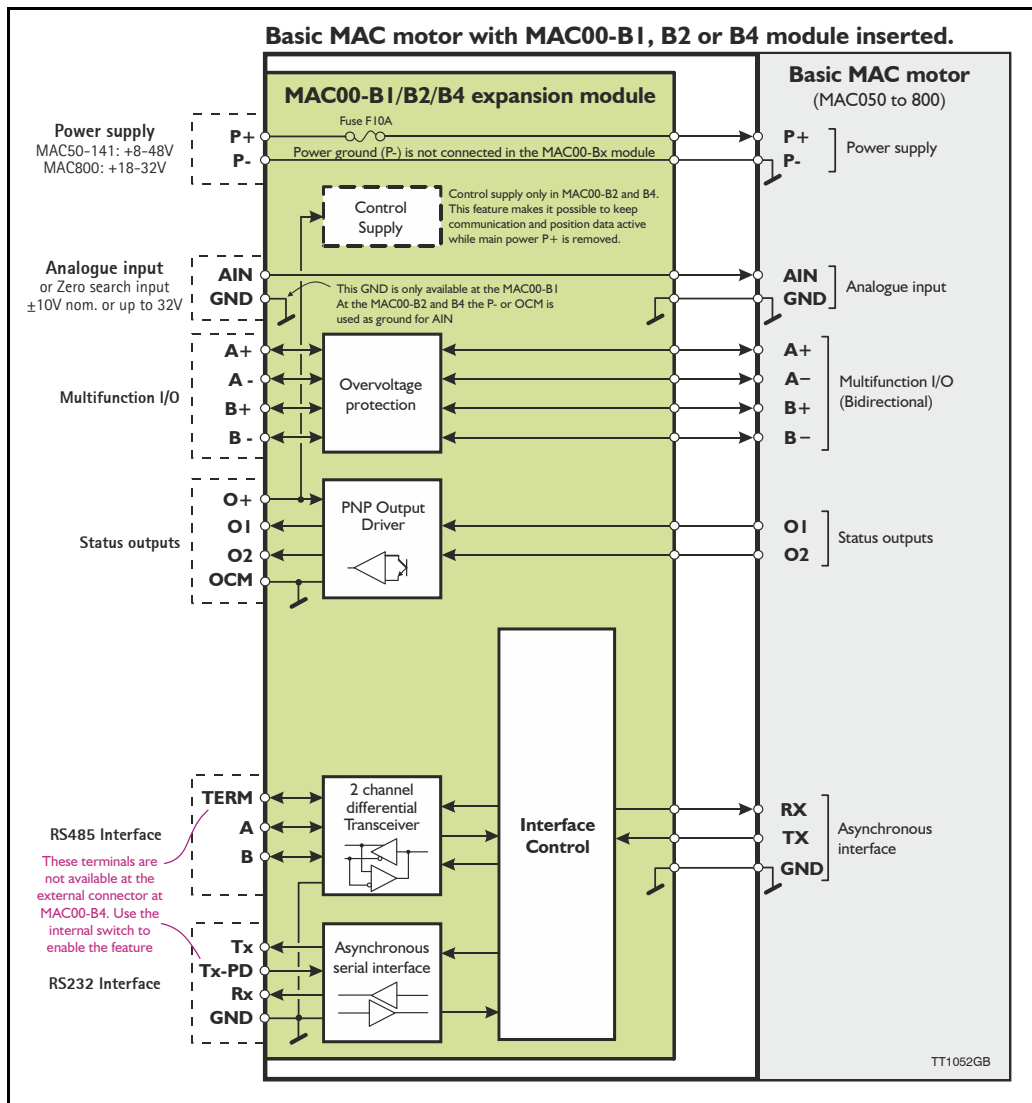 Basic MAC motor with MAC00-B1, B2 or B4 module inserted.
MAC00-B1/B2/B4 expansion module
Basic MAC motor
(MAC050 to 800)
Power supply
MAC50-141: +8-48V
MAC800: +18-32V
P+
P-
Fuse F10A
Power ground (P-) is not connected in the MAC00-Bx module
P+
P-
Power supply
Control
Supply
Control supply only in MAC00-B2 and B4.
This feature makes it possible to keep
communication and position data active
while main power P+ is removed.
Analogue input
or Zero search input
±10V nom. or up to 32V
AIN
GND
This GND is only available at the MAC00-B1
At the MAC00-B2 and B4 the P- or OCM is
used as ground for AIN
AIN
GND
Analogue input
Multifunction I/O
A+
A -
B+
B -
Overvoltage
protection
A+
A−
B+
B−
Multifunction I/O
(Bidirectional)
Status outputs
O+
O1
O2
OCM
PNP Output
Driver
O1
O2
Status outputs
RS485 Interface
TERM
A
B
2 channel
differential
Transceiver
Interface
Control
RX
TX
GND
Asynchronous
interface
These terminals are
not available at the
external connector at
MAC00-B4. Use the
internal switch to
enable the feature
RS232 Interface
Tx
Tx-PD
Rx
GND
Asynchronous
serial interface
TT1052GB